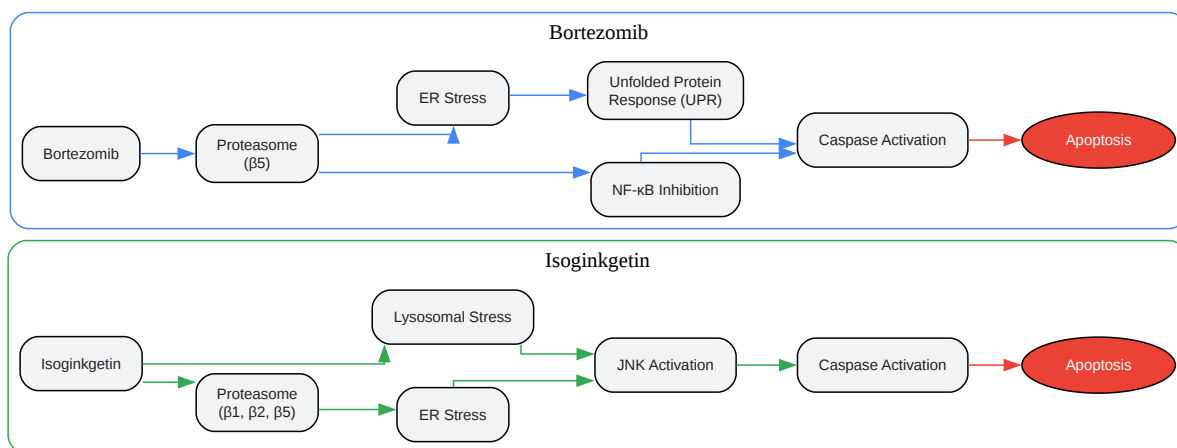 Bortezomib
ER Stress
Unfolded Protein
Response (UPR)
Bortezomib
Proteasome
(β5)
Caspase Activation
Apoptosis
NF-κB Inhibition
Isoginkgetin
Lysosomal Stress
Isoginkgetin
JNK Activation
Caspase Activation
Apoptosis
Proteasome
(β1, β2, β5)
ER Stress